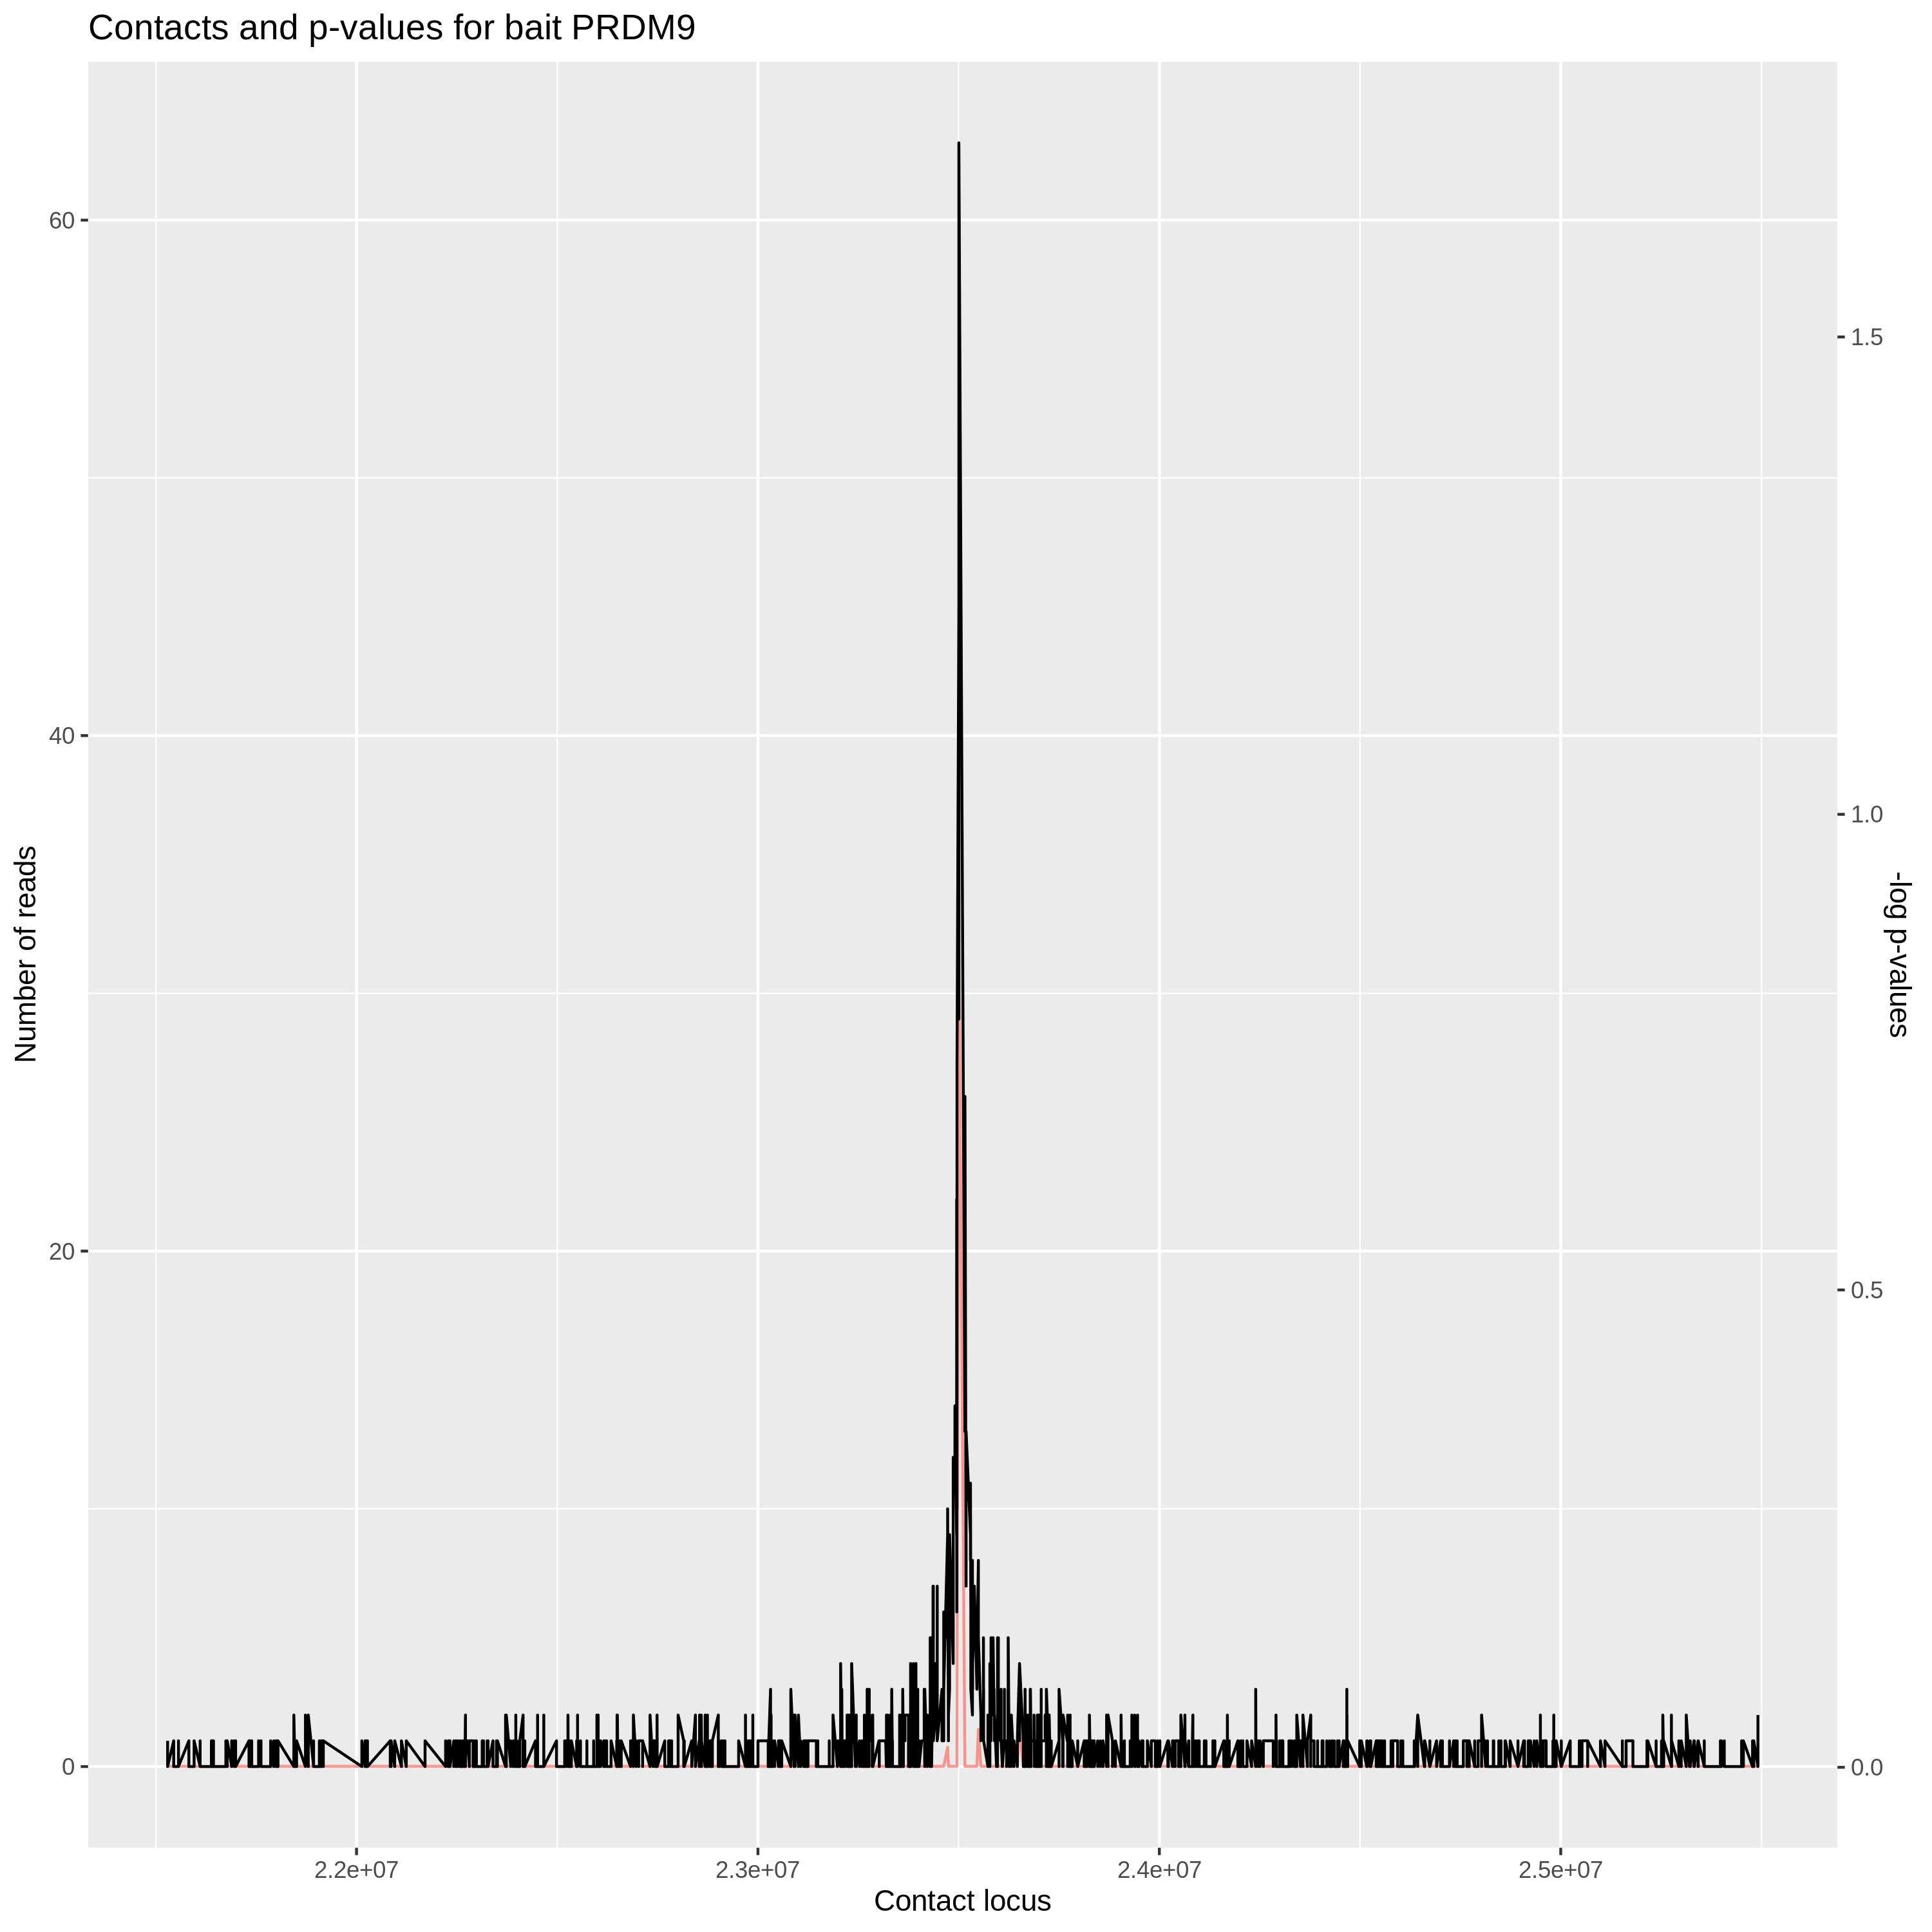 Contacts and p-values for bait PRDM9
60
40
20
0
Number of reads
1.5
1.0
0.5
0.0
-log p-values
2.2e+07
2.3e+07
2.4e+07
2.5e+07
Contact locus